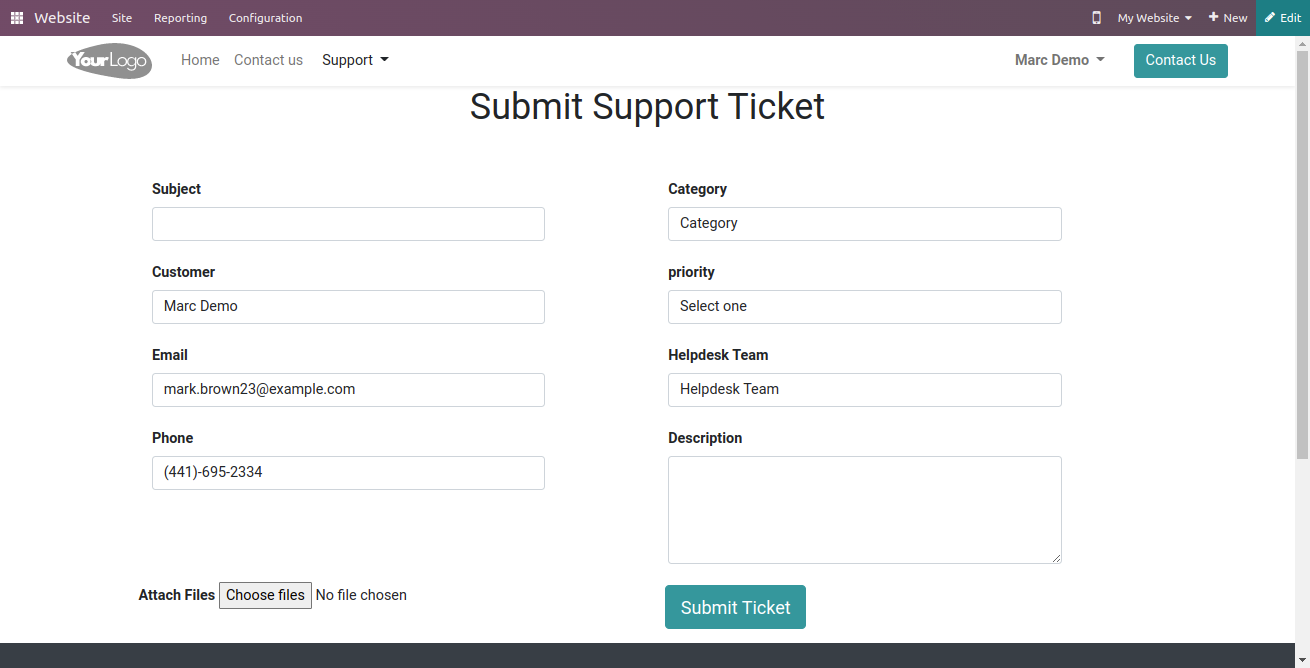 Website Site Reporting Configuration My Website New Edit
YourLogo Home Contact us Support Marc Demo Contact Us
Submit Support Ticket
Subject
Category
Category
Customer
priority
Marc Demo
Select one
Email
Helpdesk Team
mark.brown23@example.com
Helpdesk Team
Phone
Description
(441)-695-2334
Attach Files Choose files No file chosen
Submit Ticket